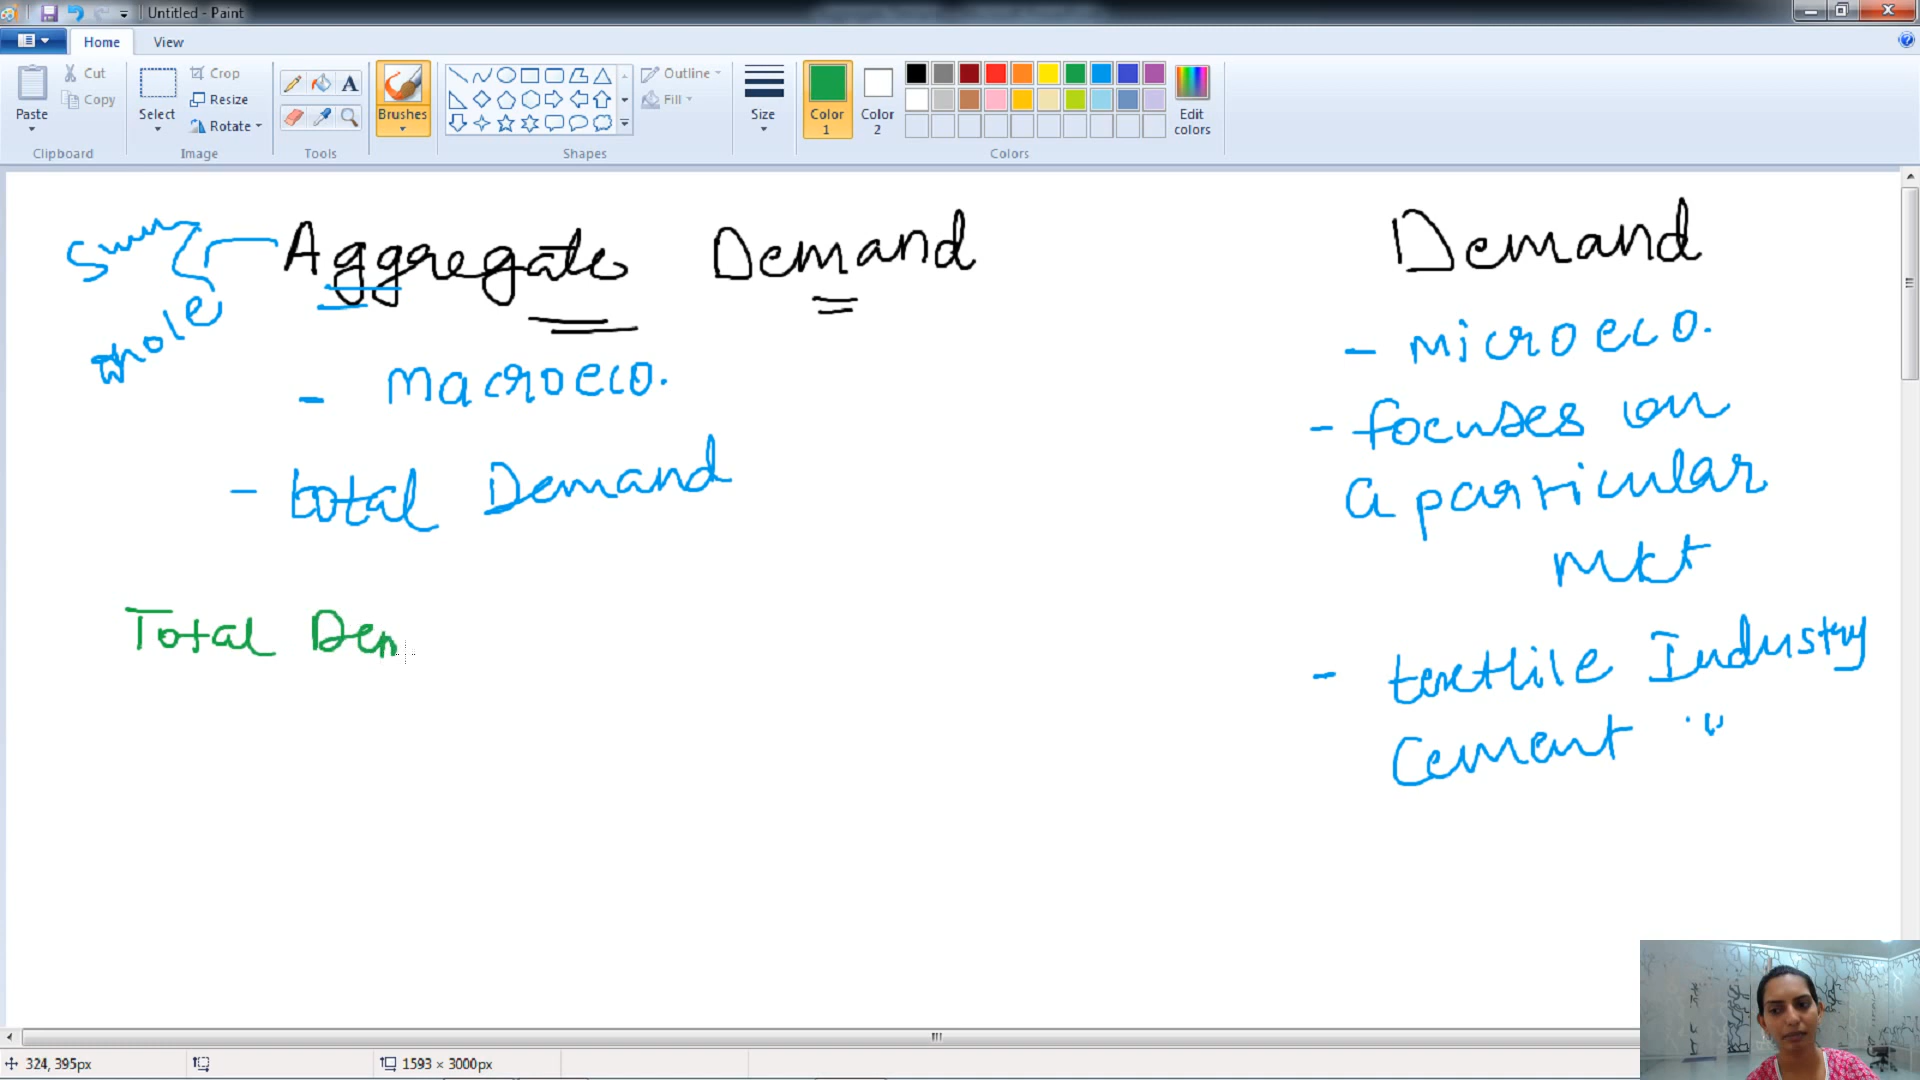 Untitled - Paint
Home View
Cut
Copy
Paste
Clipboard
Select
Crop
Resize
Rotate
Image
A
Tools
Brushes
Shapes
Outline
Fill
Size
Color 1
Color 2
Edit colors
Colors
Sum
whole
Aggregate Demand
- Macroeco.
- total Demand
Total Dem
Demand
- Microeco.
- focuses on
a particular
Mkt
- textile Industry
Cement "
324, 395px
1593 × 3000px